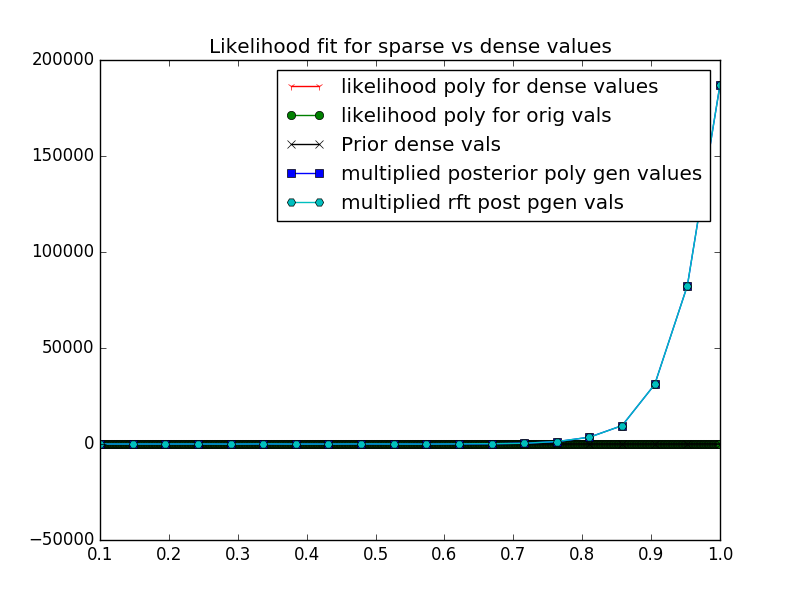 Likelihood fit for sparse vs dense values
200000
150000
100000
50000
0
−50000
likelihood poly for dense values
likelihood poly for orig vals
Prior dense vals
multiplied posterior poly gen values
multiplied rft post pgen vals
0.1 0.2 0.3 0.4 0.5 0.6 0.7 0.8 0.9 1.0